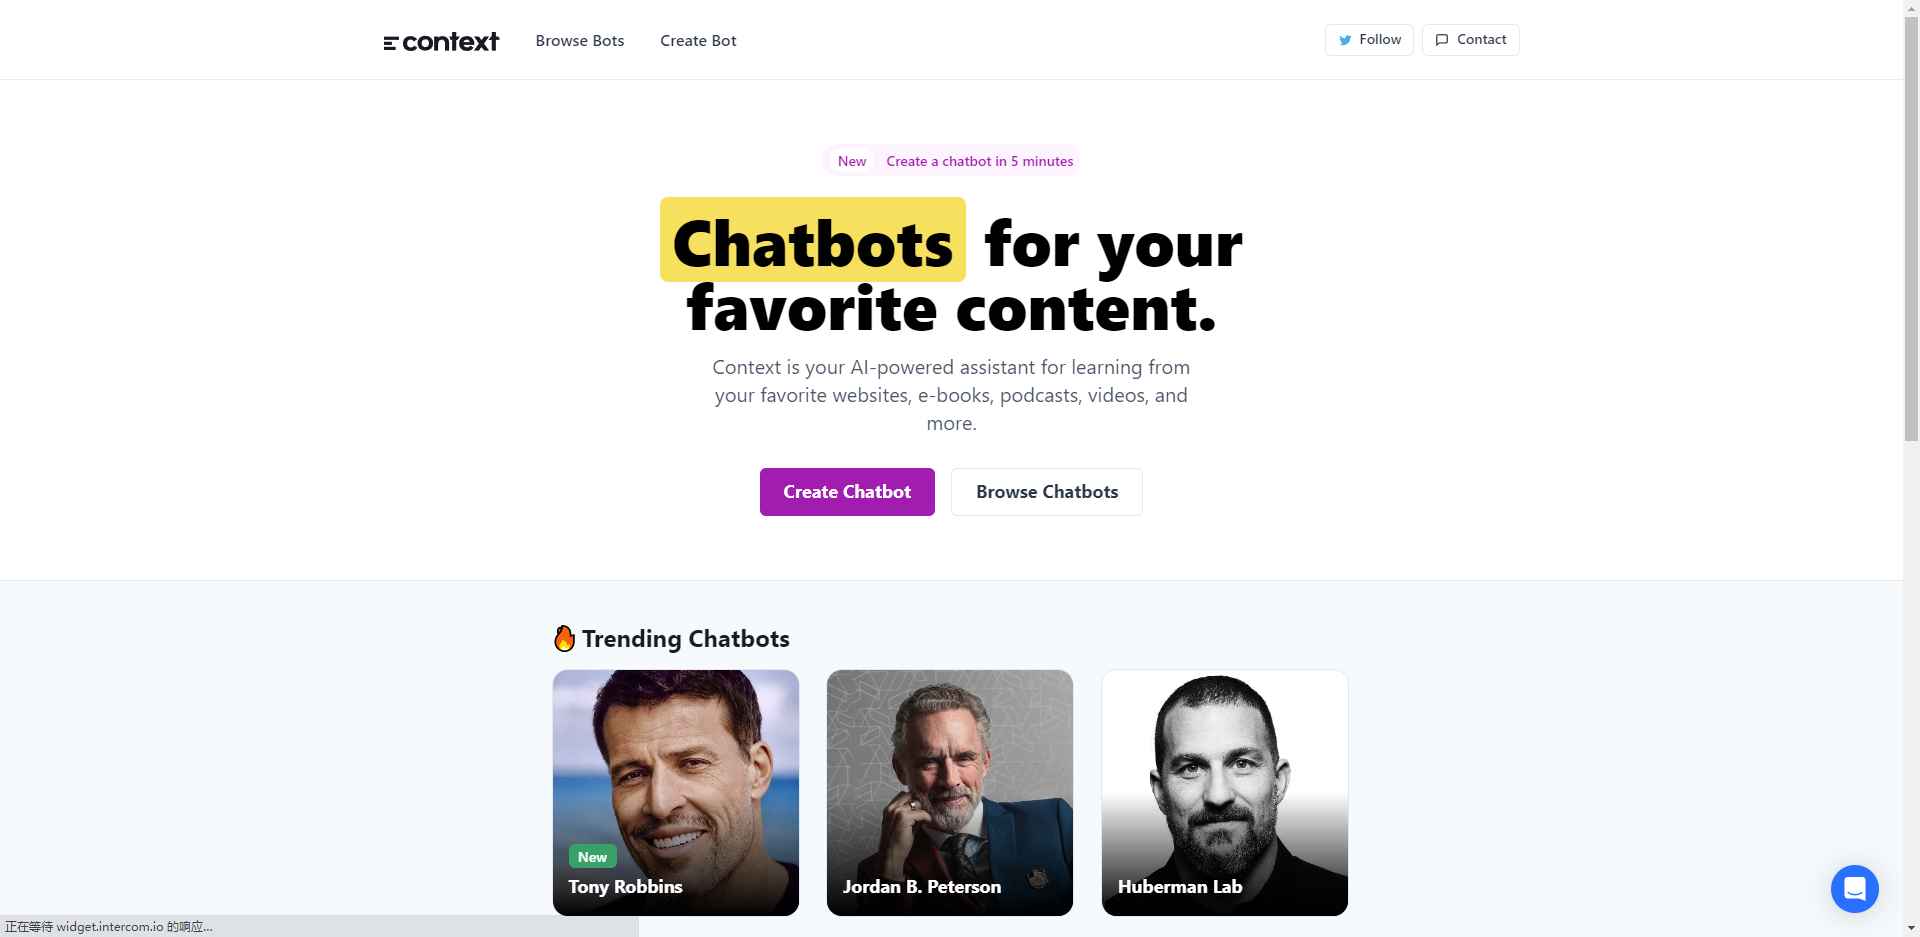 context
Browse Bots
Create Bot
Follow
Contact
New
Create a chatbot in 5 minutes
Chatbots for your
favorite content.
Context is your AI-powered assistant for learning from
your favorite websites, e-books, podcasts, videos, and
more.
Create Chatbot
Browse Chatbots
Trending Chatbots
New
Tony Robbins
Jordan B. Peterson
Huberman Lab
正在等待 widget.intercom.io 的响应...